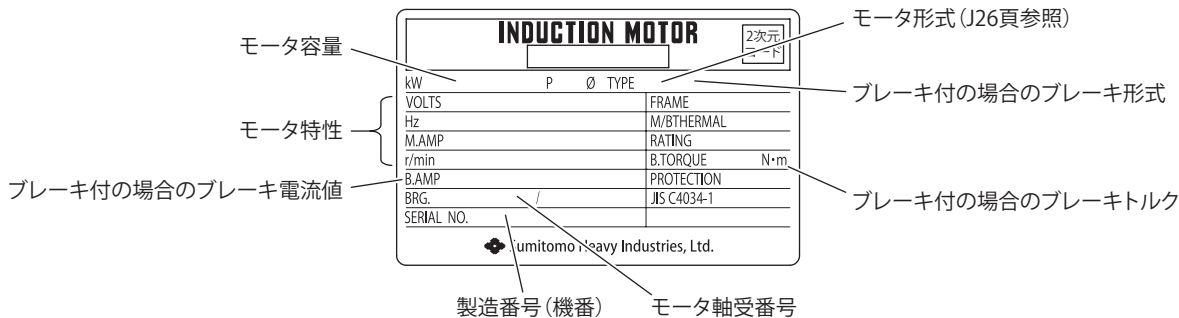 モータ形式(J26頁参照)
INDUCTION MOTOR
2次元
コード
モータ容量
kW P Ø TYPE
ブレーキ付の場合のブレーキ形式
VOLTS FRAME
Hz M/BTHERMAL
モータ特性
M.AMP RATING
r/min B.TORQUE N・m
ブレーキ付の場合のブレーキ電流値
B.AMP PROTECTION
ブレーキ付の場合のブレーキトルク
BRG. / JIS C4034-1
SERIAL NO.
Sumitomo Heavy Industries, Ltd.
製造番号(機番) モータ軸受番号